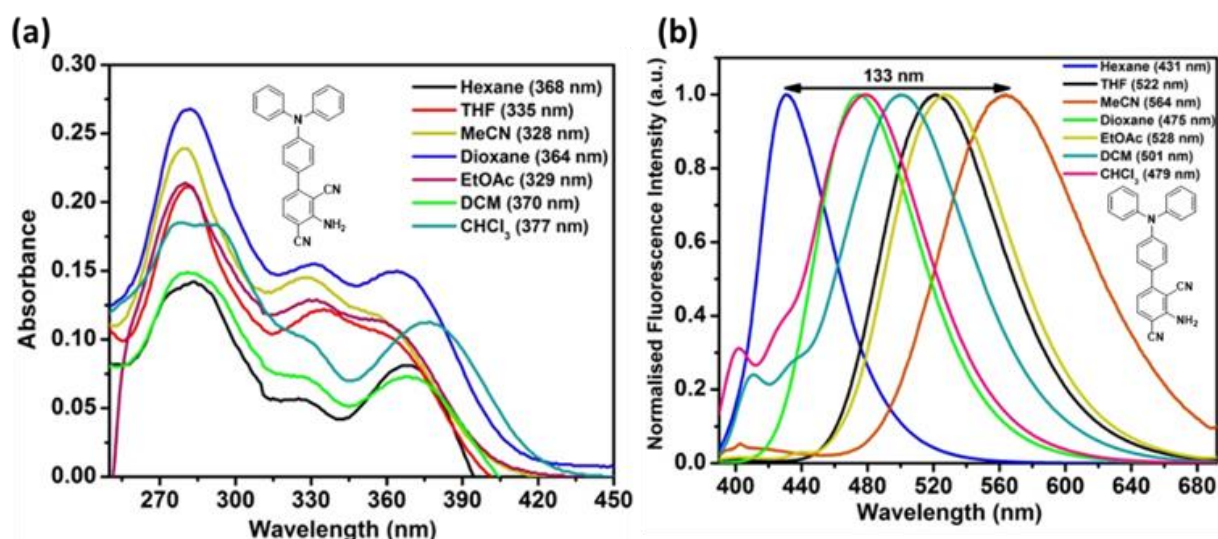 (a)
0.30
0.25
0.20
0.15
0.10
0.05
0.00
Absorbance
270 300 330 360 390 420 450
Wavelength (nm)
Hexane (368 nm)
THF (335 nm)
MeCN (328 nm)
Dioxane (364 nm)
EtOAc (329 nm)
DCM (370 nm)
CHCl₃ (377 nm)
N
CN
NH₂
CN
(b)
1.0
0.8
0.6
0.4
0.2
0.0
Normalised Fluorescence Intensity (a.u.)
400 440 480 520 560 600 640 680
Wavelength (nm)
133 nm
Hexane (431 nm)
THF (522 nm)
MeCN (564 nm)
Dioxane (475 nm)
EtOAc (528 nm)
DCM (501 nm)
CHCl₃ (479 nm)
N
CN
NH₂
CN